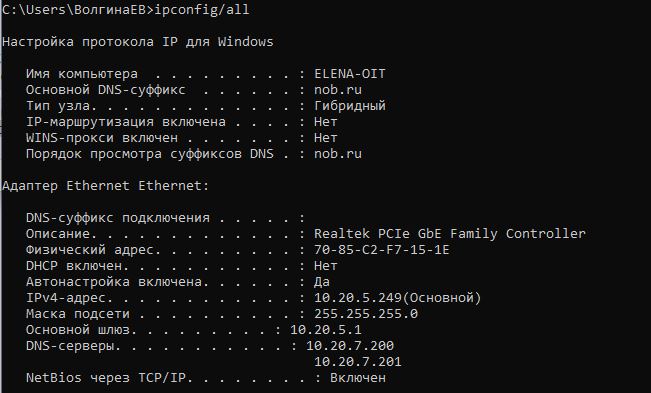 C:\Users\ВолгинаЕВ>ipconfig/all
Настройка протокола IP для Windows
Имя компьютера . . . . . . . . . : ELENA-OIT
Основной DNS-суффикс . . . . . . : nob.ru
Тип узла. . . . . . . . . . . . . : Гибридный
IP-маршрутизация включена . . . . : Нет
WINS-прокси включен . . . . . . . : Нет
Порядок просмотра суффиксов DNS . : nob.ru
Адаптер Ethernet Ethernet:
DNS-суффикс подключения . . . . . :
Описание. . . . . . . . . . . . . : Realtek PCIe GbE Family Controller
Физический адрес. . . . . . . . . : 70-85-C2-F7-15-1E
DHCP включен. . . . . . . . . . . : Нет
Автонастройка включена. . . . . . : Да
IPv4-адрес. . . . . . . . . . . . : 10.20.5.249(Основной)
Маска подсети . . . . . . . . . . : 255.255.255.0
Основной шлюз. . . . . . . . . : 10.20.5.1
DNS-серверы. . . . . . . . . . . : 10.20.7.200
10.20.7.201
NetBios через TCP/IP. . . . . . . . : Включен